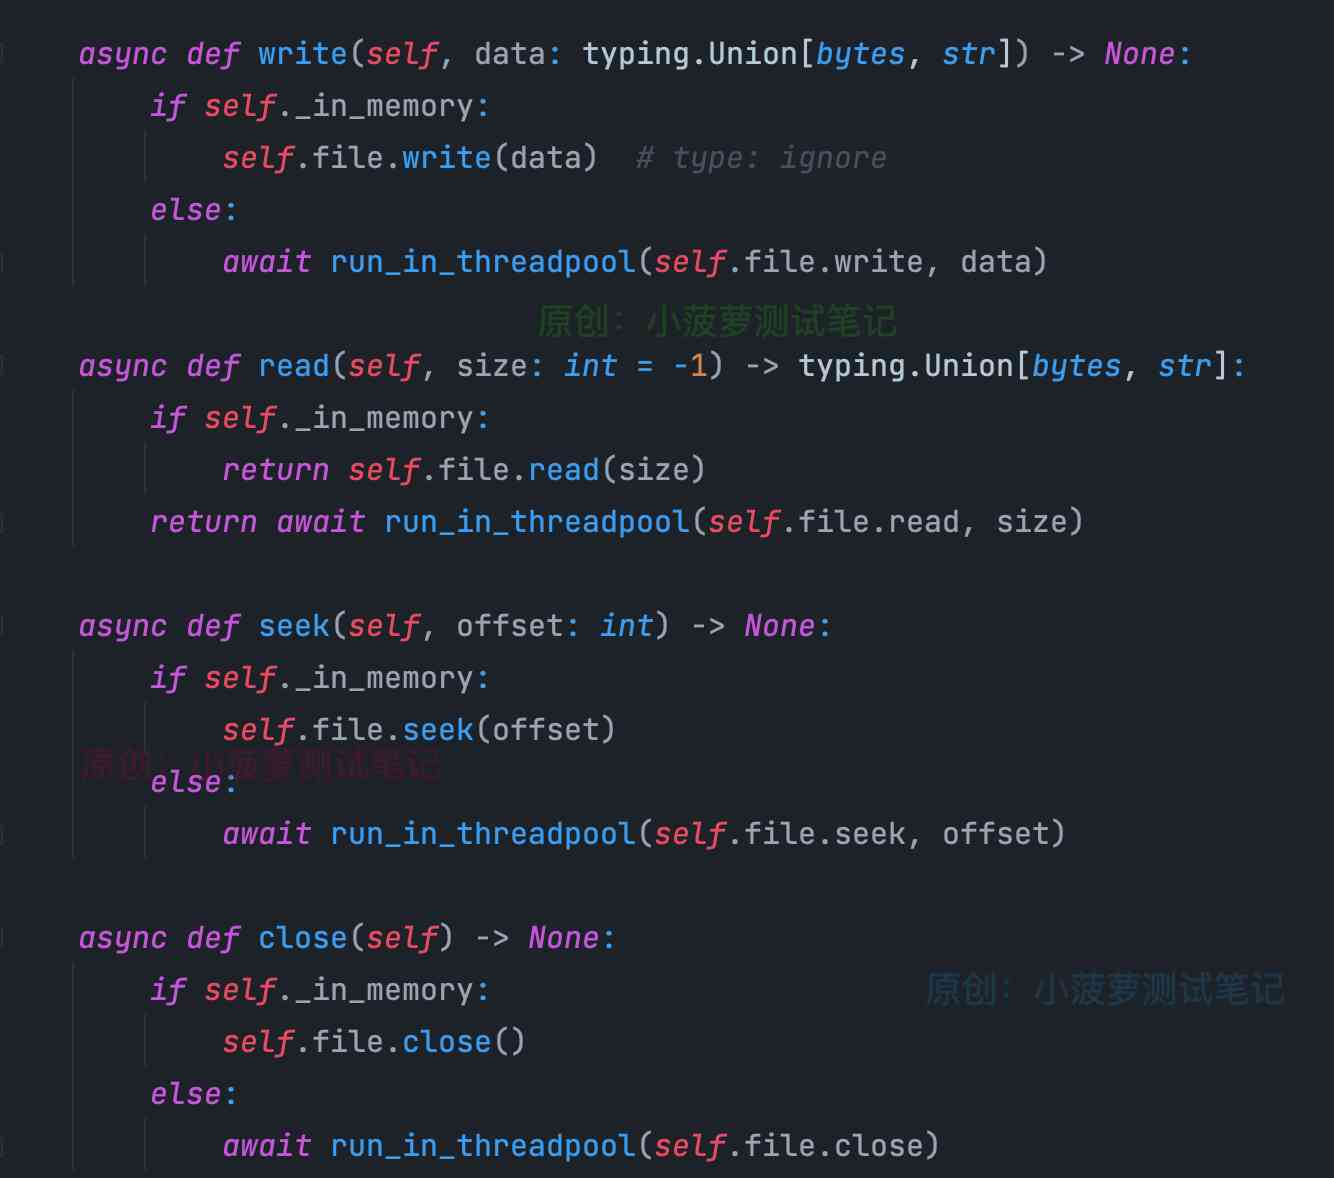 async def write(self, data: typing.Union[bytes, str]) -> None:
    if self._in_memory:
        self.file.write(data)  # type: ignore
    else:
        await run_in_threadpool(self.file.write, data)
原创：小菠萝测试笔记
async def read(self, size: int = -1) -> typing.Union[bytes, str]:
    if self._in_memory:
        return self.file.read(size)
    return await run_in_threadpool(self.file.read, size)
async def seek(self, offset: int) -> None:
    if self._in_memory:
        self.file.seek(offset)
原创：小菠萝测试笔记
    else:
        await run_in_threadpool(self.file.seek, offset)
async def close(self) -> None:
    if self._in_memory:
原创：小菠萝测试笔记
        self.file.close()
    else:
        await run_in_threadpool(self.file.close)